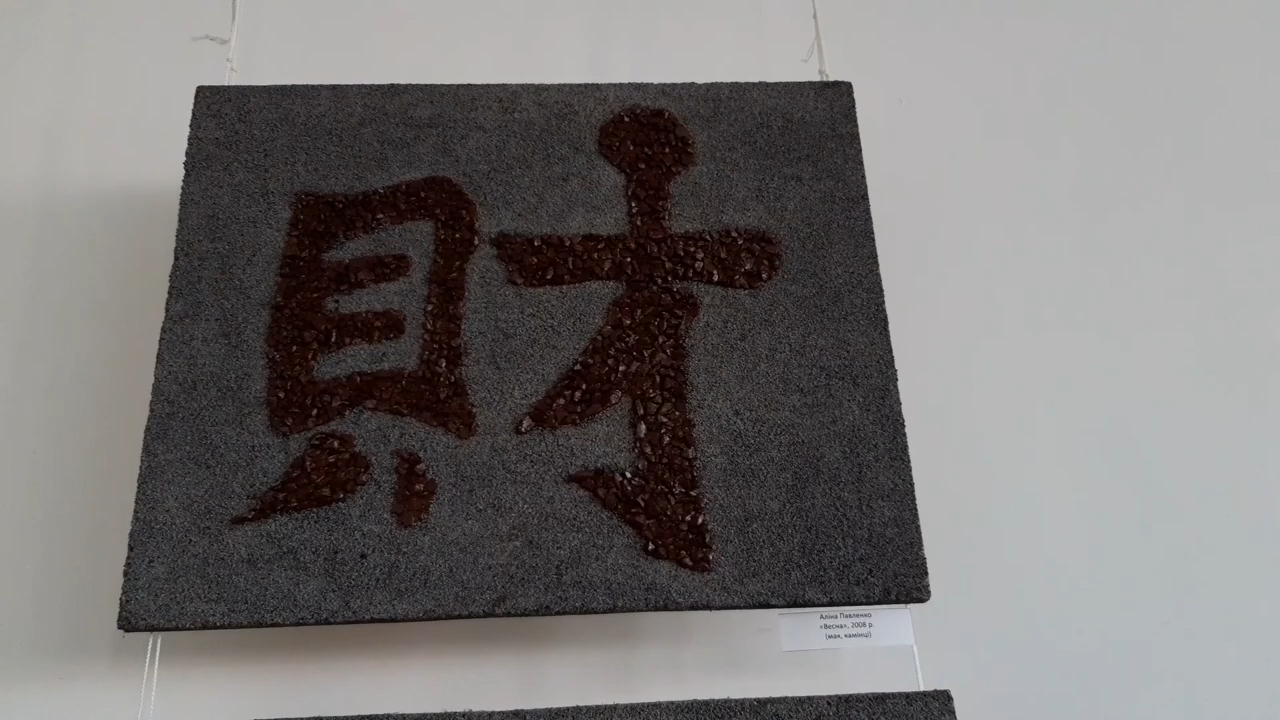 財
Аліна Павленко
«Весна», 2008 р.
(мак, камінці)